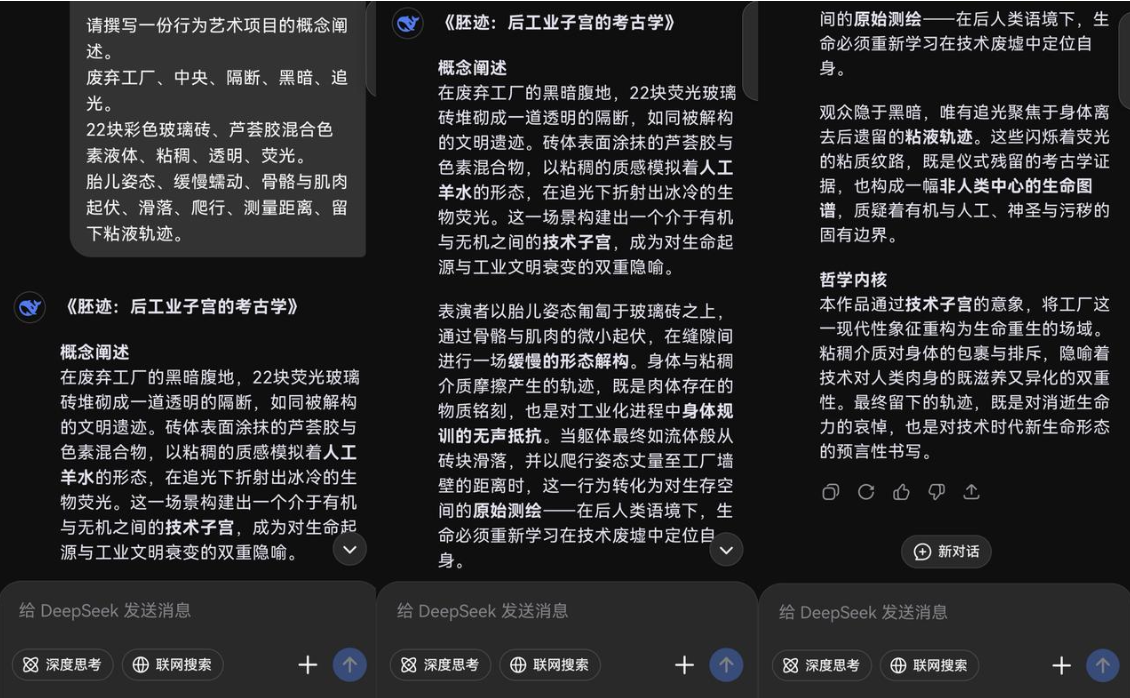 请撰写一份行为艺术项目的概念阐
述。
废弃工厂、中央、隔断、黑暗、追
光。
22块彩色玻璃砖、芦荟胶混合色
素液体、粘稠、透明、荧光。
胎儿姿态、缓慢蠕动、骨骼与肌肉
起伏、滑落、爬行、测量距离、留
下粘液轨迹。
《胚迹：后工业子宫的考古学》
概念阐述
在废弃工厂的黑暗腹地，22块荧光玻璃
砖堆砌成一道透明的隔断，如同被解构
的文明遗迹。砖体表面涂抹的芦荟胶与
色素混合物，以粘稠的质感模拟着人工
羊水的形态，在追光下折射出冰冷的生
物荧光。这一场景构建出一个介于有机
与无机之间的技术子宫，成为对生命起
源与工业文明衰变的双重隐喻。
给 DeepSeek 发送消息
深度思考
联网搜索
《胚迹：后工业子宫的考古学》
概念阐述
在废弃工厂的黑暗腹地，22块荧光玻璃
砖堆砌成一道透明的隔断，如同被解构
的文明遗迹。砖体表面涂抹的芦荟胶与
色素混合物，以粘稠的质感模拟着人工
羊水的形态，在追光下折射出冰冷的生
物荧光。这一场景构建出一个介于有机
与无机之间的技术子宫，成为对生命起
源与工业文明衰变的双重隐喻。
表演者以胎儿姿态匍匐于玻璃砖之上，
通过骨骼与肌肉的微小起伏，在缝隙间
进行一场缓慢的形态解构。身体与粘稠
介质摩擦产生的轨迹，既是肉体存在的
物质铭刻，也是对工业化进程中身体规
训的无声抵抗。当躯体最终如流体般从
砖块滑落，并以爬行姿态丈量至工厂墙
壁的距离时，这一行为转化为对生存空
间的原始测绘——在后人类语境下，生
命必须重新学习在技术废墟中定位自
身。
给 DeepSeek 发送消息
深度思考
联网搜索
间的原始测绘——在后人类语境下，生
命必须重新学习在技术废墟中定位自
身。
观众隐于黑暗，唯有追光聚焦于身体离
去后遗留的粘液轨迹。这些闪烁着荧光
的粘质纹路，既是仪式残留的考古学证
据，也构成一幅非人类中心的生命图
谱，质疑着有机与人工、神圣与污秽的
固有边界。
哲学内核
本作品通过技术子宫的意象，将工厂这
一现代性象征重构为生命重生的场域。
粘稠介质对身体的包裹与排斥，隐喻着
技术对人类肉身的既滋养又异化的双重
性。最终留下的轨迹，既是对消逝生命
力的哀悼，也是对技术时代新生命形态
的预言性书写。
新对话
给 DeepSeek 发送消息
深度思考
联网搜索